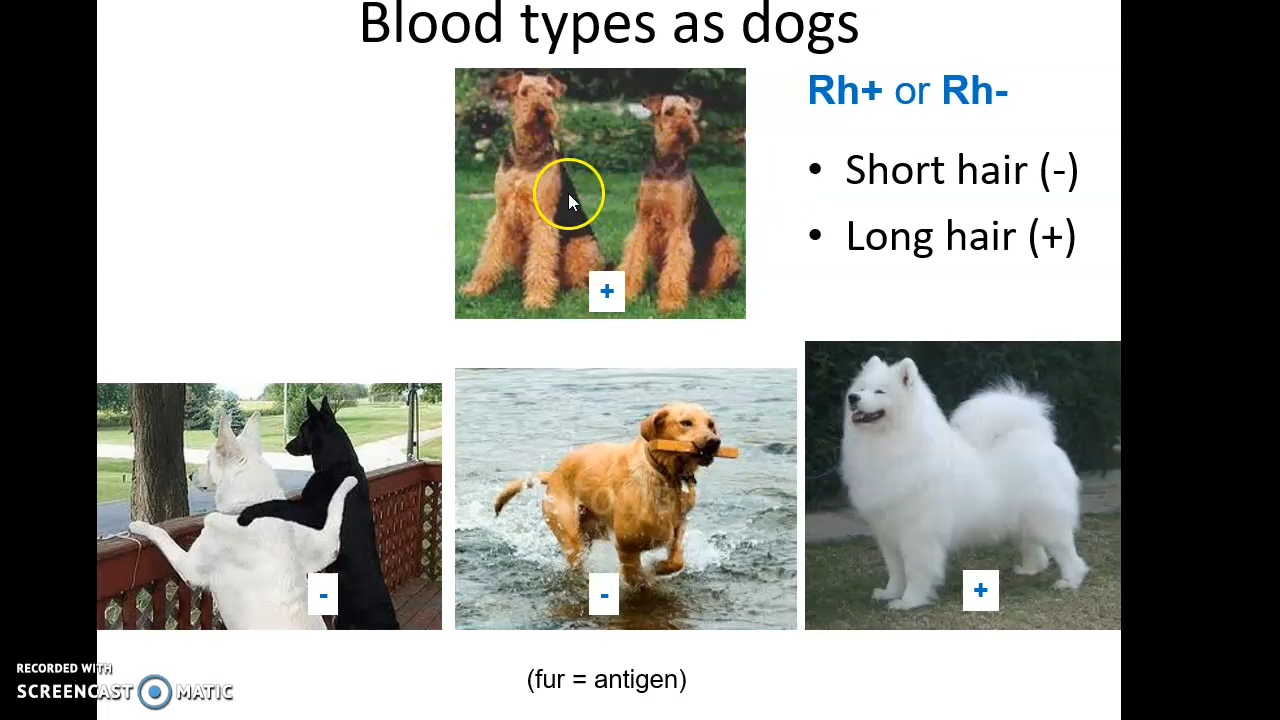 Blood types as dogs
Rh+ or Rh-
• Short hair (-)
• Long hair (+)
+
-
-
+
(fur = antigen)
RECORDED WITH
SCREENCAST MATIC